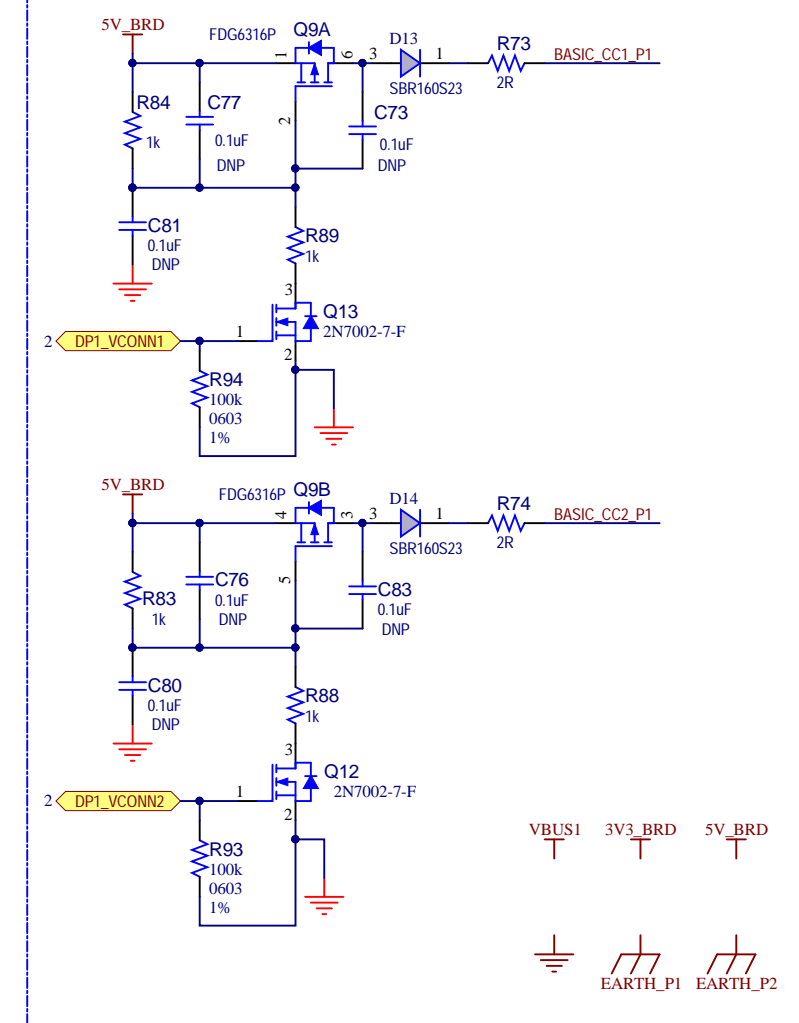 5V_BRD
FDG6316P
Q9A
1
6
3
D13
1
SBR160S23
R73
2R
BASIC_CC1_P1
R84
1k
C77
0.1uF
DNP
2
C73
0.1uF
DNP
C81
0.1uF
DNP
R89
1k
3
Q13
2N7002-7-F
2
DP1_VCONN1
1
2
R94
100k
0603
1%
5V_BRD
FDG6316P
Q9B
4
3
3
D14
1
SBR160S23
R74
2R
BASIC_CC2_P1
R83
1k
C76
0.1uF
DNP
5
C83
0.1uF
DNP
C80
0.1uF
DNP
R88
1k
3
Q12
2N7002-7-F
2
DP1_VCONN2
1
2
R93
100k
0603
1%
VBUS1
3V3_BRD
5V_BRD
EARTH_P1
EARTH_P2